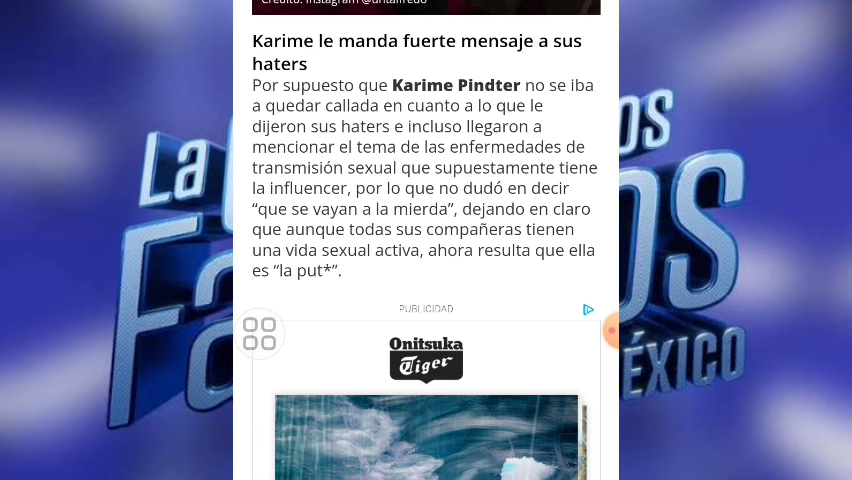 Crédito: Instagram @untalfredo
Karime le manda fuerte mensaje a sus
haters
Por supuesto que Karime Pindter no se iba
a quedar callada en cuanto a lo que le
dijeron sus haters e incluso llegaron a
mencionar el tema de las enfermedades de
transmisión sexual que supuestamente tiene
la influencer, por lo que no dudó en decir
“que se vayan a la mierda”, dejando en claro
que aunque todas sus compañeras tienen
una vida sexual activa, ahora resulta que ella
es “la put*”.
PUBLICIDAD
Onitsuka
Tiger
La
Fa
OS
OS
ÉXICO